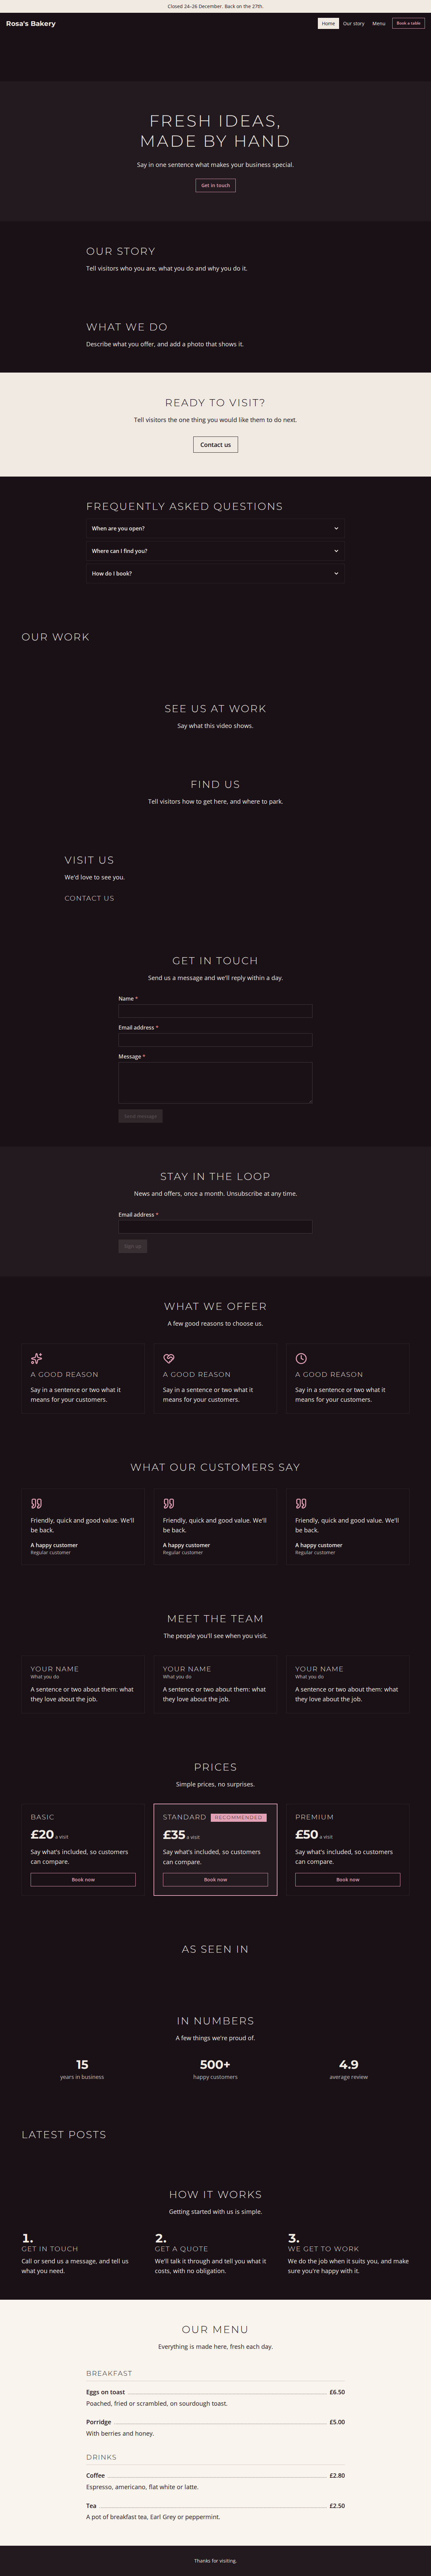 Closed 24–26 December. Back on the 27th.
Rosa's Bakery
Home
Our story
Menu
Book a table
FRESH IDEAS,
MADE BY HAND
Say in one sentence what makes your business special.
Get in touch
OUR STORY
Tell visitors who you are, what you do and why you do it.
WHAT WE DO
Describe what you offer, and add a photo that shows it.
READY TO VISIT?
Tell visitors the one thing you would like them to do next.
Contact us
FREQUENTLY ASKED QUESTIONS
When are you open?
Where can I find you?
How do I book?
OUR WORK
SEE US AT WORK
Say what this video shows.
FIND US
Tell visitors how to get here, and where to park.
VISIT US
We'd love to see you.
CONTACT US
GET IN TOUCH
Send us a message and we'll reply within a day.
Name *
Email address *
Message *
Send message
STAY IN THE LOOP
News and offers, once a month. Unsubscribe at any time.
Email address *
Sign up
WHAT WE OFFER
A few good reasons to choose us.
A GOOD REASON
Say in a sentence or two what it
means for your customers.
A GOOD REASON
Say in a sentence or two what it
means for your customers.
A GOOD REASON
Say in a sentence or two what it
means for your customers.
WHAT OUR CUSTOMERS SAY
Friendly, quick and good value. We'll
be back.
A happy customer
Regular customer
Friendly, quick and good value. We'll
be back.
A happy customer
Regular customer
Friendly, quick and good value. We'll
be back.
A happy customer
Regular customer
MEET THE TEAM
The people you'll see when you visit.
YOUR NAME
What you do
A sentence or two about them: what
they love about the job.
YOUR NAME
What you do
A sentence or two about them: what
they love about the job.
YOUR NAME
What you do
A sentence or two about them: what
they love about the job.
PRICES
Simple prices, no surprises.
BASIC
£20 a visit
Say what's included, so customers
can compare.
Book now
STANDARD RECOMMENDED
£35 a visit
Say what's included, so customers
can compare.
Book now
PREMIUM
£50 a visit
Say what's included, so customers
can compare.
Book now
AS SEEN IN
IN NUMBERS
A few things we're proud of.
15
years in business
500+
happy customers
4.9
average review
LATEST POSTS
HOW IT WORKS
Getting started with us is simple.
1.
GET IN TOUCH
Call or send us a message, and tell us
what you need.
2.
GET A QUOTE
We'll talk it through and tell you what it
costs, with no obligation.
3.
WE GET TO WORK
We do the job when it suits you, and make
sure you're happy with it.
OUR MENU
Everything is made here, fresh each day.
BREAKFAST
Eggs on toast £6.50
Poached, fried or scrambled, on sourdough toast.
Porridge £5.00
With berries and honey.
DRINKS
Coffee £2.80
Espresso, americano, flat white or latte.
Tea £2.50
A pot of breakfast tea, Earl Grey or peppermint.
Thanks for visiting.